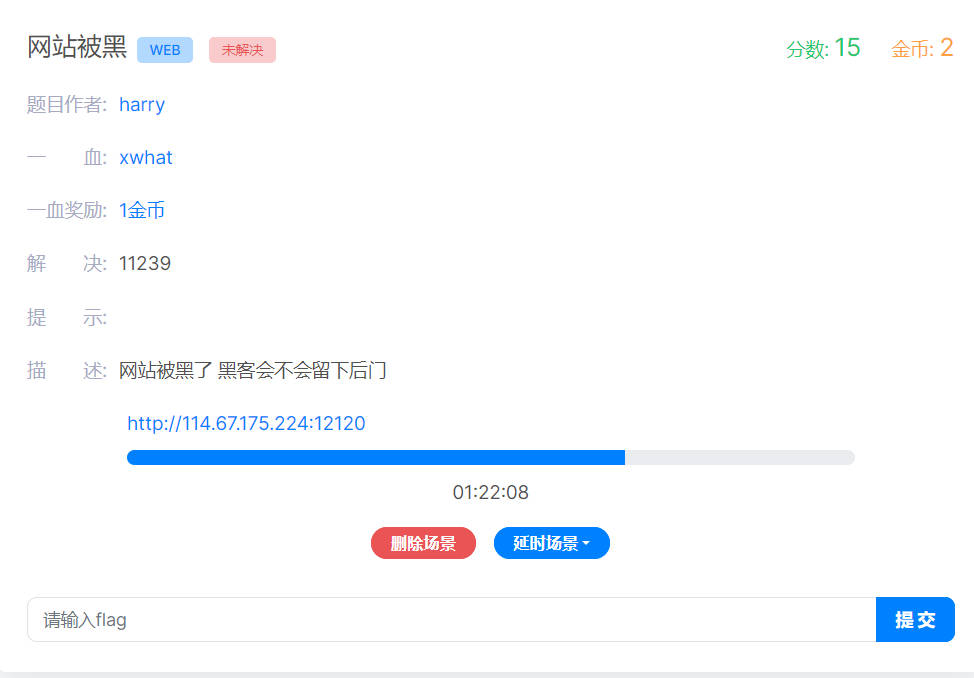 网站被黑 WEB 未解决 分数: 15 金币: 2
题目作者: harry
一 血: xwhat
一血奖励: 1金币
解 决: 11239
提 示:
描 述: 网站被黑了 黑客会不会留下后门
http://114.67.175.224:12120
01:22:08
删除场景 延时场景
请输入flag 提交